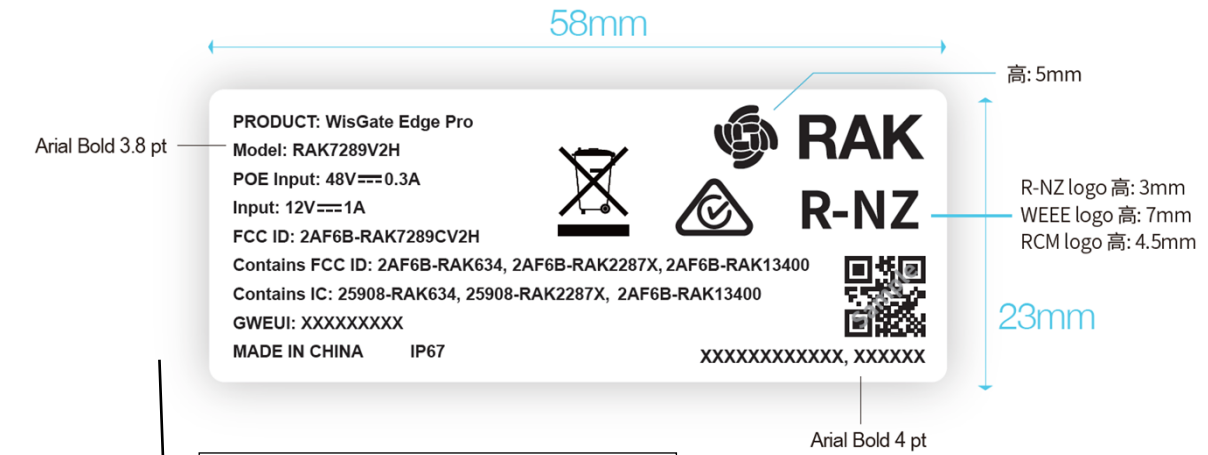 58mm
高: 5mm
Arial Bold 3.8 pt
PRODUCT: WisGate Edge Pro
Model: RAK7289V2H
POE Input: 48V⎓0.3A
Input: 12V⎓1A
FCC ID: 2AF6B-RAK7289CV2H
Contains FCC ID: 2AF6B-RAK634, 2AF6B-RAK2287X, 2AF6B-RAK13400
Contains IC: 25908-RAK634, 25908-RAK2287X, 2AF6B-RAK13400
GWEUI: XXXXXXXXX
MADE IN CHINA IP67
RAK
R-NZ
Sample
XXXXXXXXXXXXX, XXXXXX
R-NZ logo 高: 3mm
WEEE logo 高: 7mm
RCM logo 高: 4.5mm
23mm
Arial Bold 4 pt